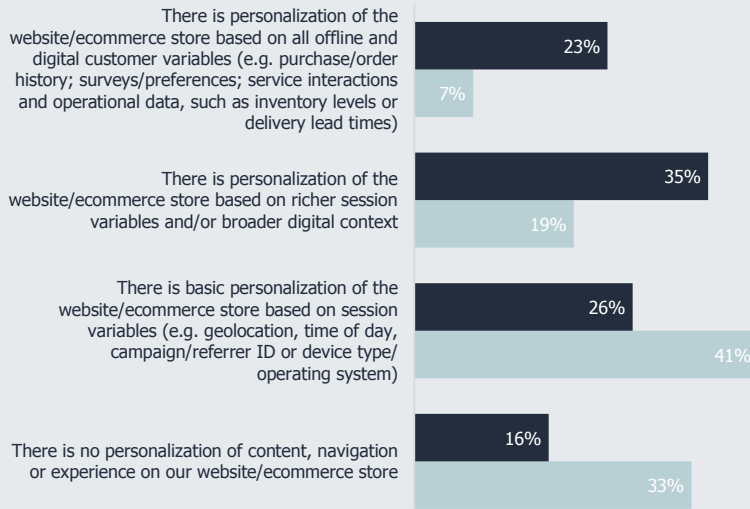 There is personalization of the
website/ecommerce store based on all offline and
digital customer variables (e.g. purchase/order
history; surveys/preferences; service interactions
and operational data, such as inventory levels or
delivery lead times)
23%
7%
There is personalization of the
website/ecommerce store based on richer session
variables and/or broader digital context
35%
19%
There is basic personalization of the
website/ecommerce store based on session
variables (e.g. geolocation, time of day,
campaign/referrer ID or device type/
operating system)
26%
41%
There is no personalization of content, navigation
or experience on our website/ecommerce store
16%
33%